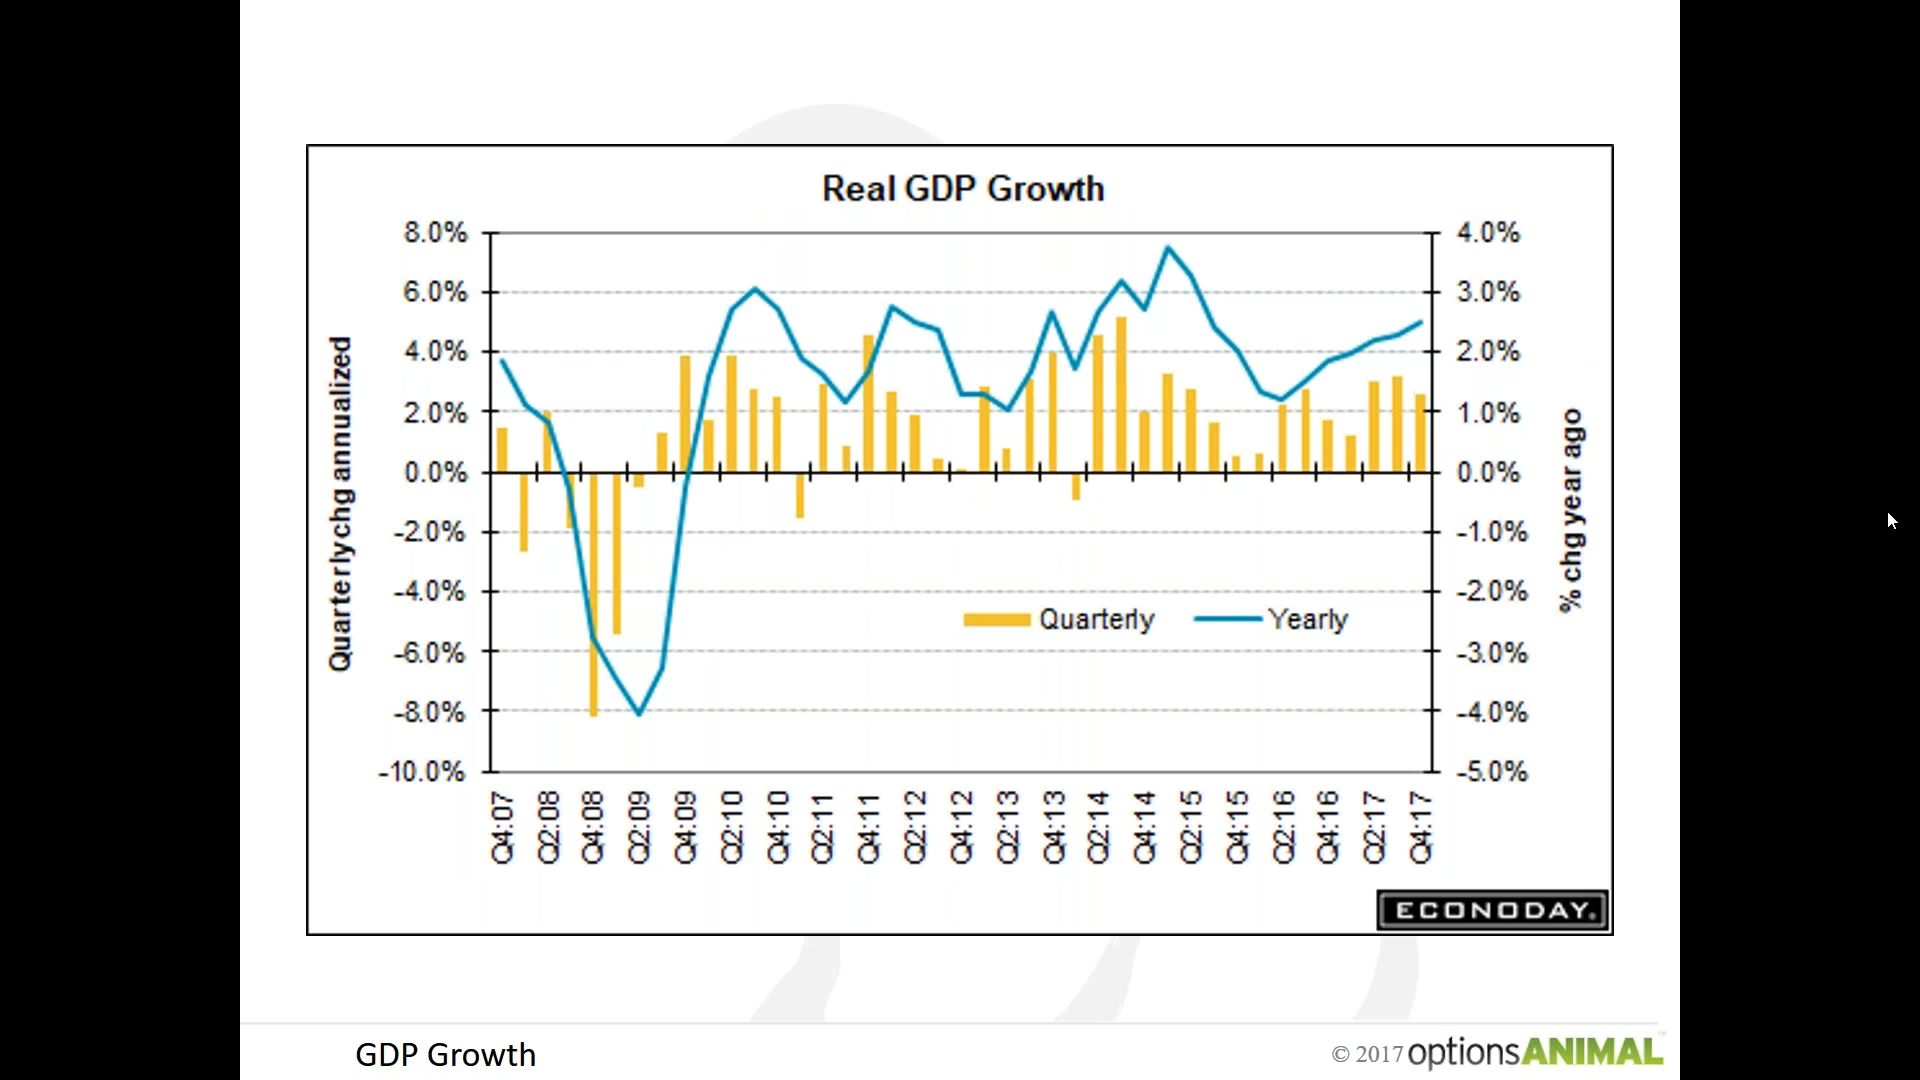 Real GDP Growth
8.0%
6.0%
4.0%
2.0%
0.0%
-2.0%
-4.0%
-6.0%
-8.0%
-10.0%
Quarterly chg annualized
4.0%
3.0%
2.0%
1.0%
0.0%
-1.0%
-2.0%
-3.0%
-4.0%
-5.0%
% chg year ago
Quarterly
Yearly
Q4:07
Q2:08
Q4:08
Q2:09
Q4:09
Q2:10
Q4:10
Q2:11
Q4:11
Q2:12
Q4:12
Q2:13
Q4:13
Q2:14
Q4:14
Q2:15
Q4:15
Q2:16
Q4:16
Q2:17
Q4:17
ECONODAY®
GDP Growth
© 2017 optionsANIMAL™